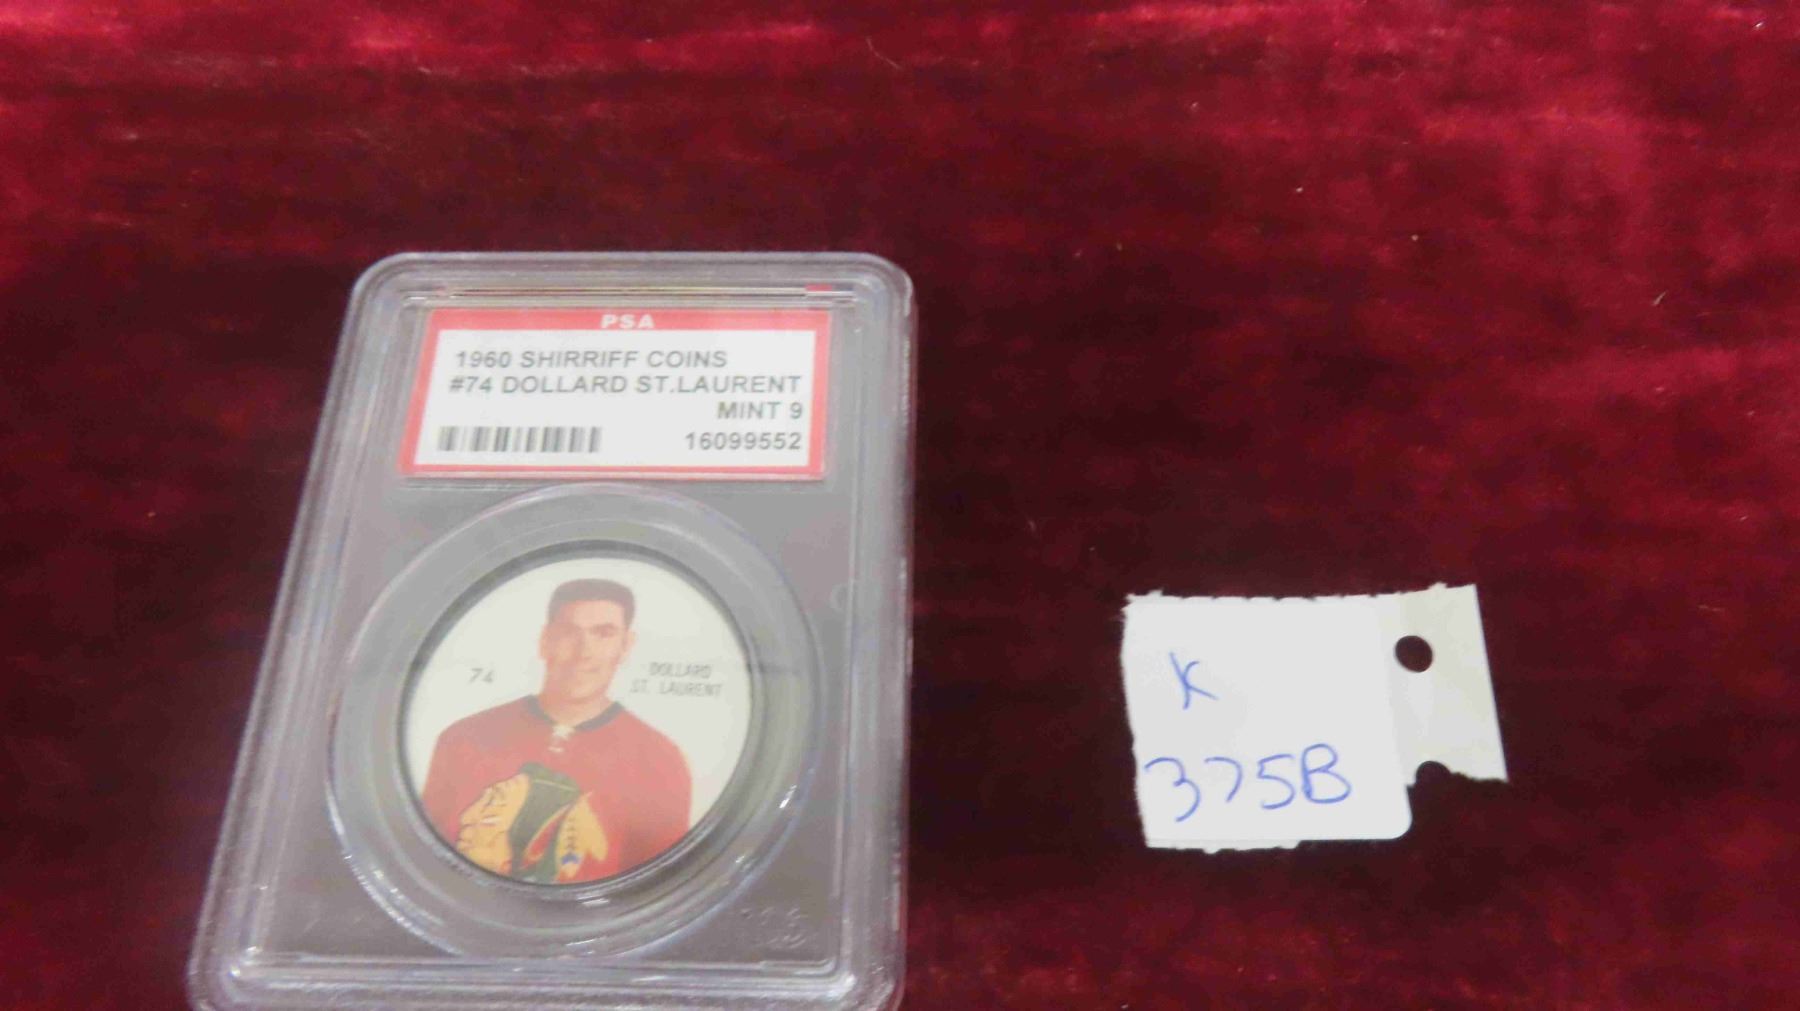 PSA
1960 SHIRRIFF COINS
#74 DOLLARD ST.LAURENT
MINT 9
16099552
74
DOLLARD
ST. LAURENT
K
375B